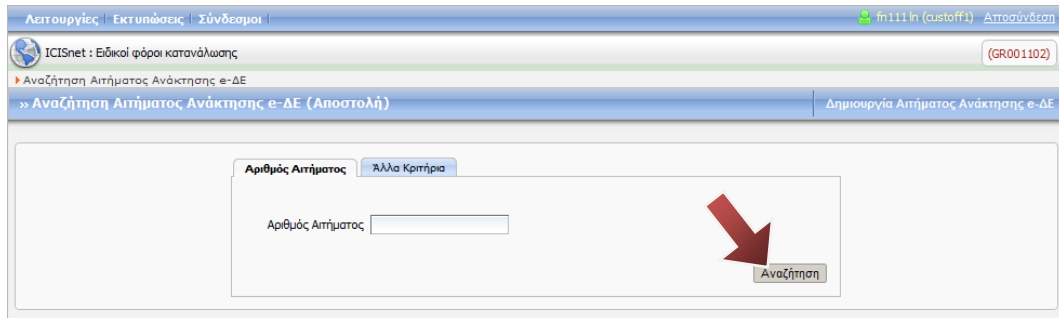 Λειτουργίες | Εκτυπώσεις | Σύνδεσμοι | fn111 ln (custoff1) Αποσύνδεση
ICISnet : Ειδικοί φόροι κατανάλωσης (GR001102)
Αναζήτηση Αιτήματος Ανάκτησης e-ΔΕ
» Αναζήτηση Αιτήματος Ανάκτησης e-ΔΕ (Αποστολή) Δημιουργία Αιτήματος Ανάκτησης e-ΔΕ
Αριθμός Αιτήματος Άλλα Κριτήρια
Αριθμός Αιτήματος
Αναζήτηση